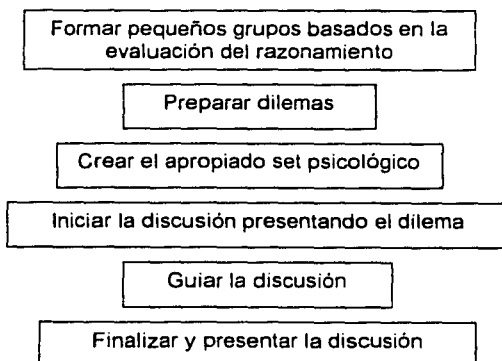 Formar pequeños grupos basados en la
evaluación del razonamiento
Preparar dilemas
Crear el apropiado set psicológico
Iniciar la discusión presentando el dilema
Guiar la discusión
Finalizar y presentar la discusión